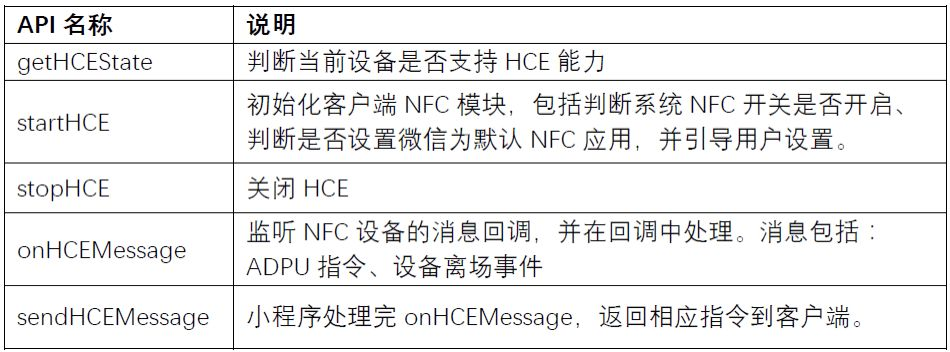 API 名称 说明
getHCEState 判断当前设备是否支持 HCE 能力
startHCE 初始化客户端 NFC 模块，包括判断系统 NFC 开关是否开启、
判断是否设置微信为默认 NFC 应用，并引导用户设置。
stopHCE 关闭 HCE
onHCEMessage 监听 NFC 设备的消息回调，并在回调中处理。消息包括：
ADPU 指令、设备离场事件
sendHCEMessage 小程序处理完 onHCEMessage，返回相应指令到客户端。